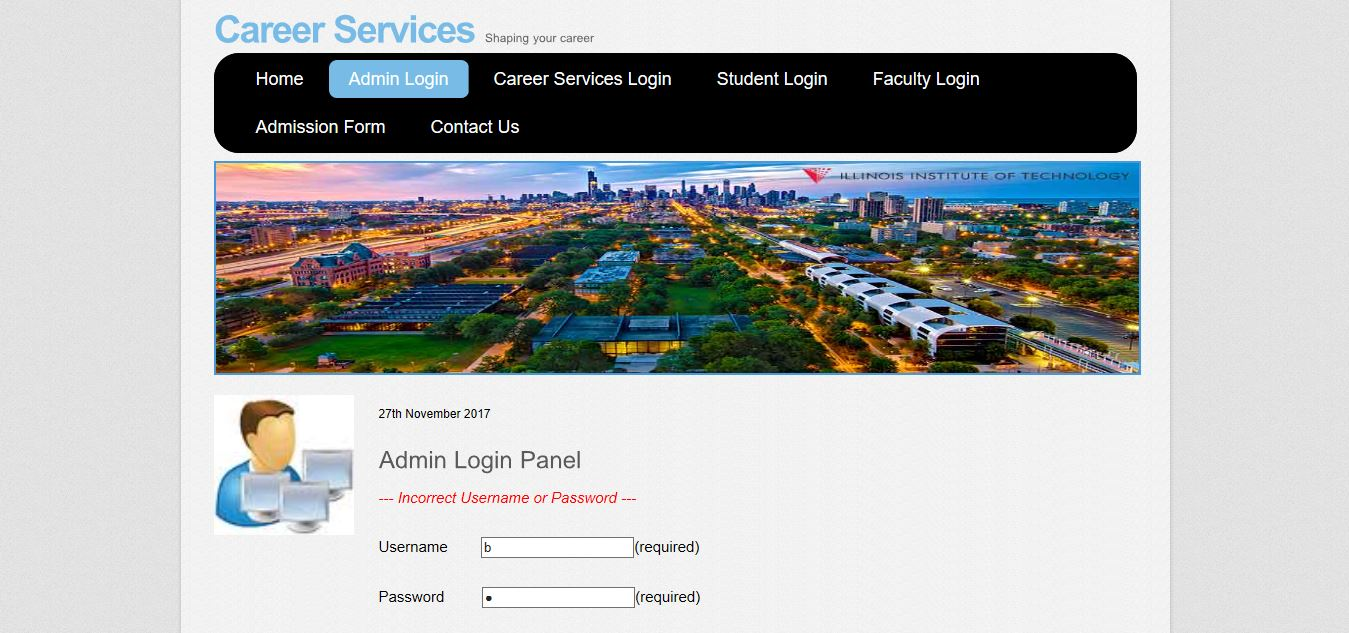 Career Services Shaping your career
Home Admin Login Career Services Login Student Login Faculty Login
Admission Form Contact Us
ILLINOIS INSTITUTE OF TECHNOLOGY
27th November 2017
Admin Login Panel
--- Incorrect Username or Password ---
Username b (required)
Password ● (required)